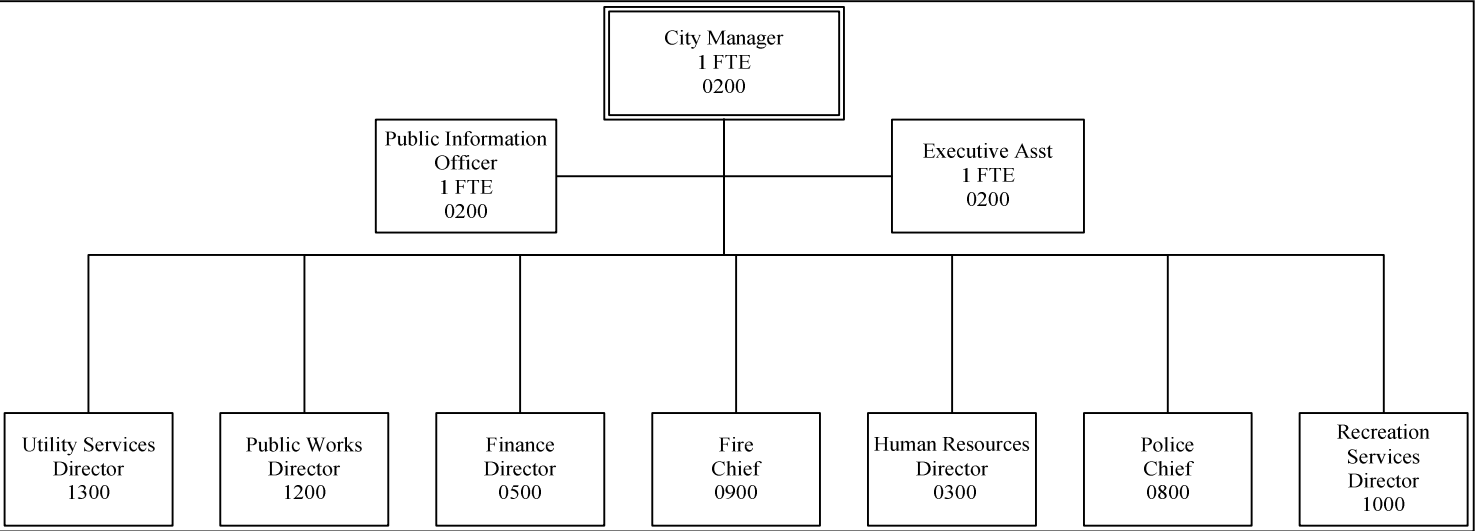 City Manager
1 FTE
0200
Public Information
Officer
1 FTE
0200
Executive Asst
1 FTE
0200
Utility Services
Director
1300
Public Works
Director
1200
Finance
Director
0500
Fire
Chief
0900
Human Resources
Director
0300
Police
Chief
0800
Recreation
Services
Director
1000